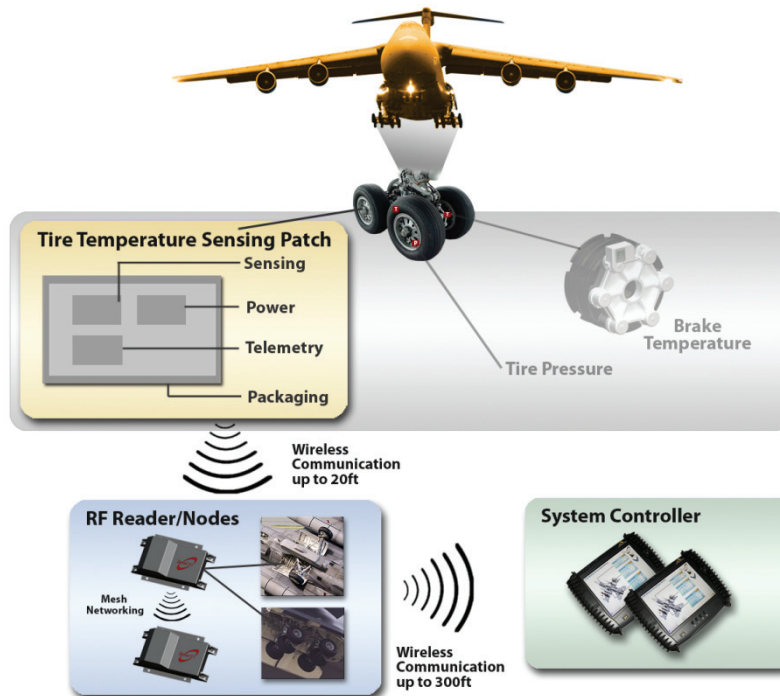 Tire Temperature Sensing Patch
Sensing
Power
Telemetry
Packaging
Brake
Temperature
Tire Pressure
Wireless
Communication
up to 20ft
RF Reader/Nodes
Mesh
Networking
Wireless
Communication
up to 300ft
System Controller